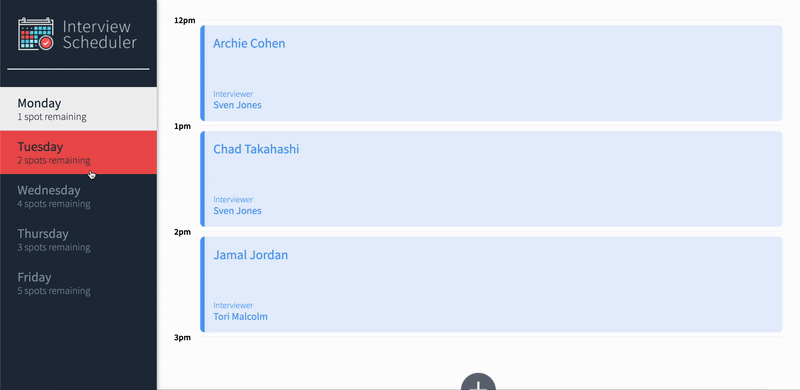 Interview
Scheduler
Monday
1 spot remaining
Tuesday
2 spots remaining
Wednesday
4 spots remaining
Thursday
3 spots remaining
Friday
5 spots remaining
12pm
Archie Cohen
Interviewer
Sven Jones
1pm
Chad Takahashi
Interviewer
Sven Jones
2pm
Jamal Jordan
Interviewer
Tori Malcolm
3pm